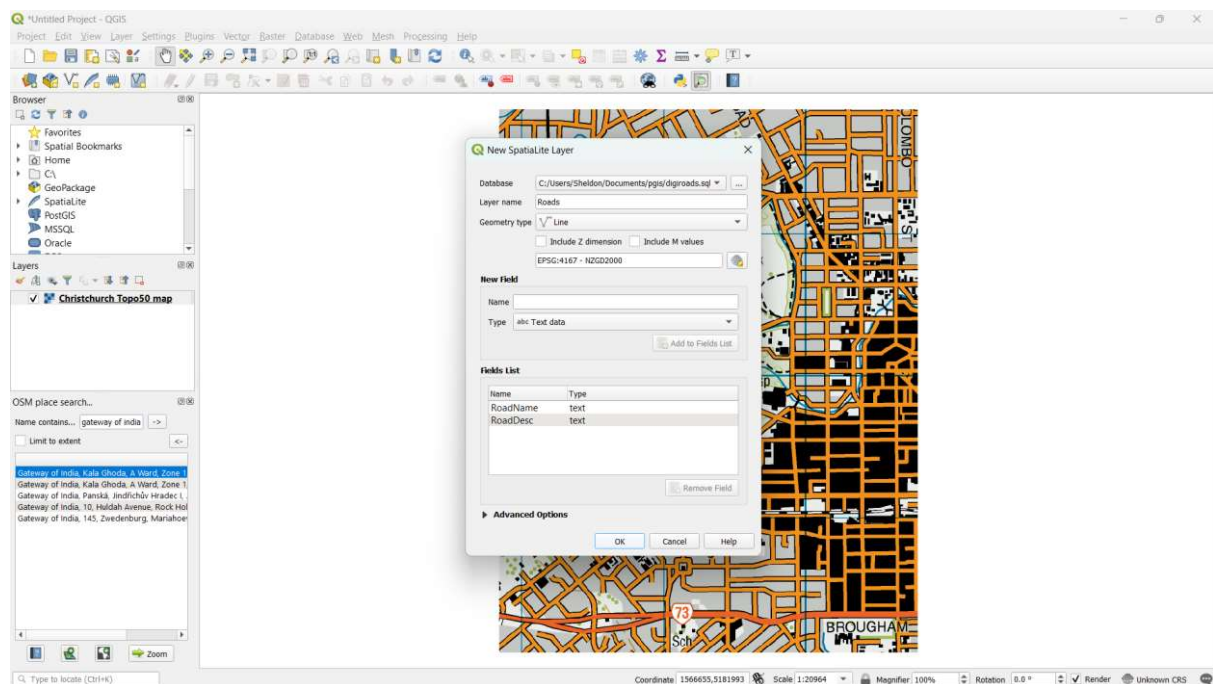 *Untitled Project - QGIS
Project Edit View Layer Settings Plugins Vector Raster Database Web Mesh Processing Help
Browser
Favorites
Spatial Bookmarks
Home
C:\
GeoPackage
SpatiaLite
PostGIS
MSSQL
Oracle
Layers
Christchurch Topo50 map
OSM place search...
Name contains... gateway of india ->
Limit to extent <-
Gateway of India, Kala Ghoda, A Ward, Zone 1
Gateway of India, Kala Ghoda, A Ward, Zone 1
Gateway of India, Panská, Jindřichův Hradec I,
Gateway of India, 10, Huldah Avenue, Rock Hol
Gateway of India, 145, Zwedenburg, Mariahoe
Zoom
New SpatiaLite Layer
Database C:/Users/Sheldon/Documents/pgis/digiroads.sql ...
Layer name Roads
Geometry type Line
Include Z dimension Include M values
EPSG:4167 - NZGD2000
New Field
Name
Type abc Text data
Add to Fields List
Fields List
Name Type
RoadName text
RoadDesc text
Remove Field
Advanced Options
OK Cancel Help
COLOMBO
ST
73
Sch
BROUGHAM
Type to locate (Ctrl+K) Coordinate 1566655,5181993 Scale 1:20964 Magnifier 100% Rotation 0.0 ° Render Unknown CRS